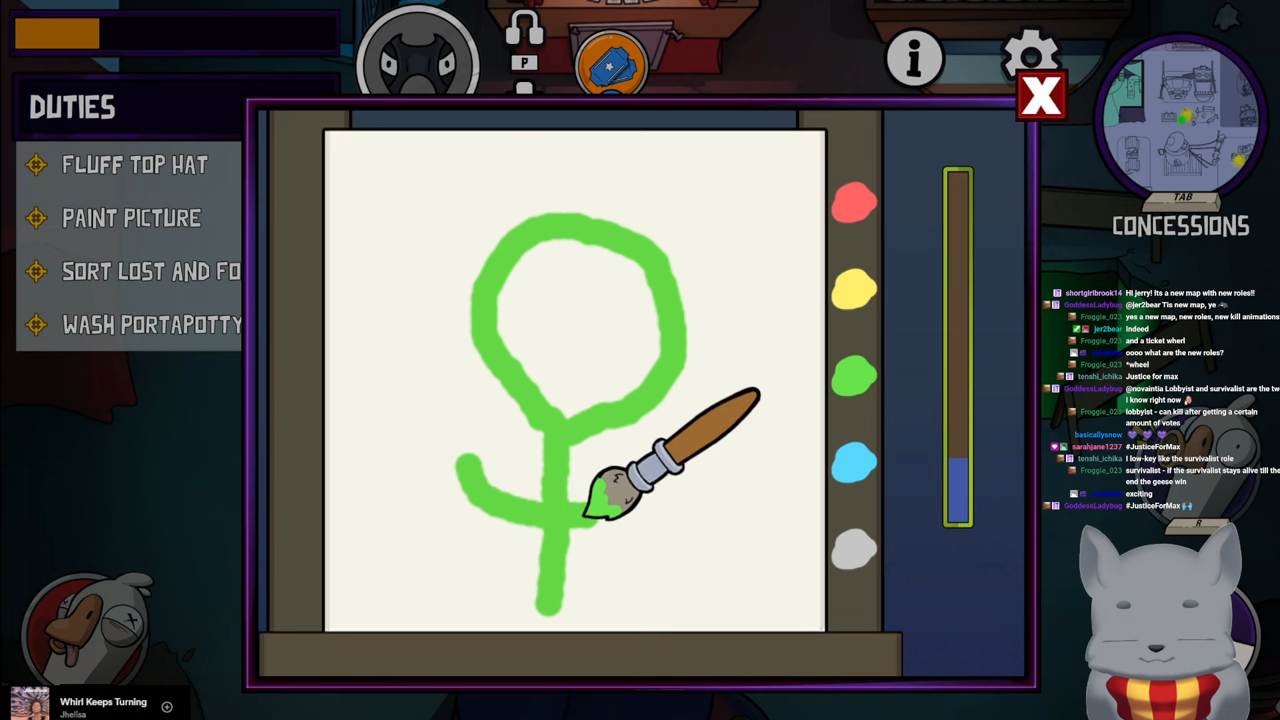 DUTIES
FLUFF TOP HAT
PAINT PICTURE
SORT LOST AND FO
WASH PORTAPOTTY
P
i
X
TAB
CONCESSIONS
shortgirlbrook14 Hi jerry! Its a new map with new roles!!
GoddessLadybug @jer2bear Tis new map, ye
Froggie_023 yes a new map, new roles, new kill animations
jer2bear Indeed
Froggie_023 and a ticket wherl
oooo what are the new roles?
Froggie_023 *wheel
tenshi_ichika Justice for max
GoddessLadybug @novaintia Lobbyist and survivalist are the tw
I know right now
Froggie_023 lobbyist - can kill after getting a certain
amount of votes
basicallysnow
sarahjane1237 #JusticeForMax
tenshi_ichika I low-key like the survivalist role
Froggie_023 survivalist - if the survivalist stays alive till the
end the geese win
exciting
GoddessLadybug #JusticeForMax
R
Whirl Keeps Turning
Jhelisa